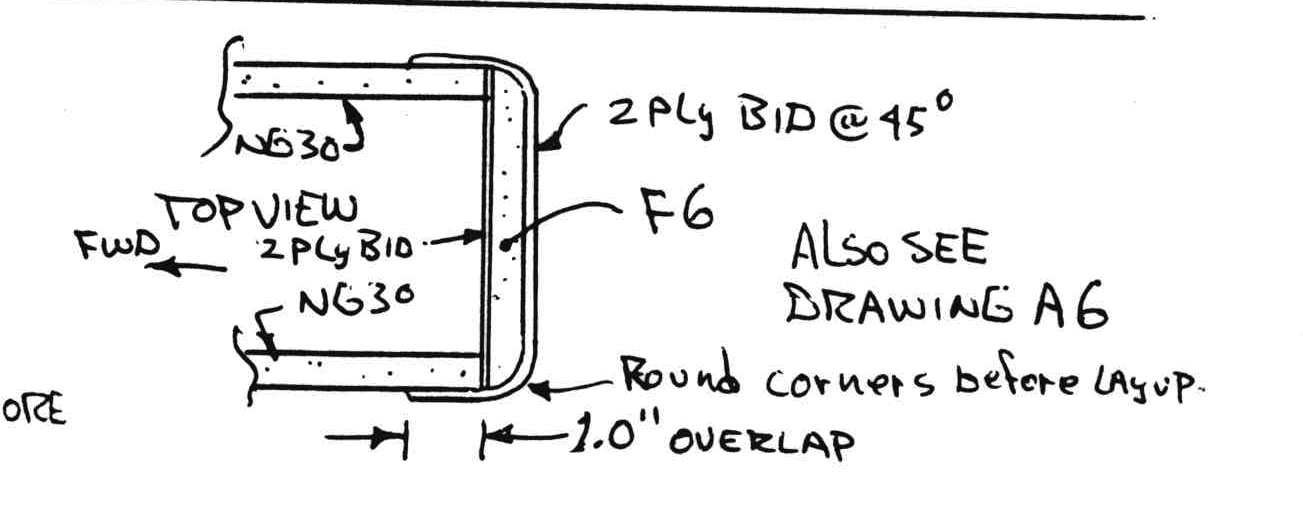 2 PLy BID @ 45°
NG30
F6
TOP VIEW
FWD
2 PLy BID
ALSO SEE
DRAWING A6
NG30
Round corners before LAyup.
ORE
1.0" OVERLAP